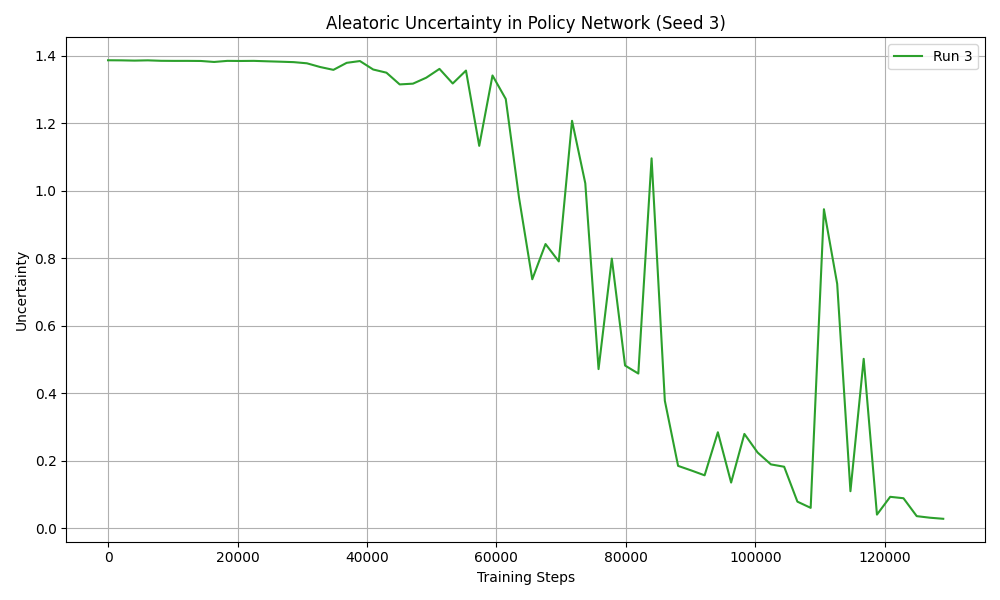 Aleatoric Uncertainty in Policy Network (Seed 3)
Run 3
Uncertainty
1.4
1.2
1.0
0.8
0.6
0.4
0.2
0.0
0 20000 40000 60000 80000 100000 120000
Training Steps